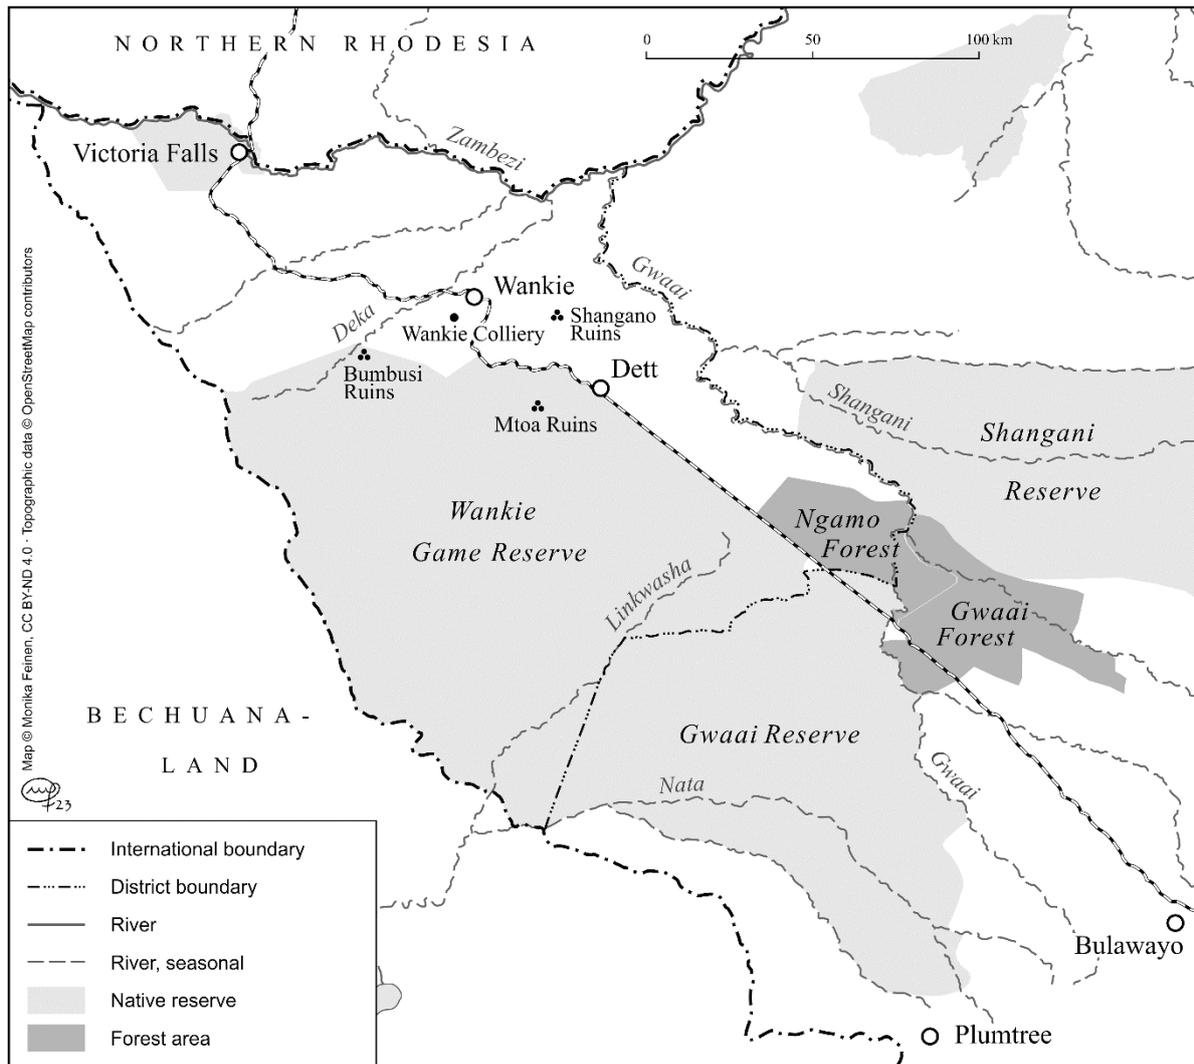 NORTHERN RHODESIA
0 50 100 km
Zambezi
Victoria Falls
Gwaai
Wankie
Deka
Wankie Colliery
Shangano
Ruins
Bumbusi
Ruins
Dett
Mtoa Ruins
Shangani
Shangani
Reserve
Wankie
Game Reserve
Ngamo
Forest
Linkwasha
Gwaai
Forest
BECHUANA-
LAND
Gwaai Reserve
Nata
Gwaai
Bulawayo
Plumtree
Map © Monika Feinen, CC BY-ND 4.0 · Topographic data © OpenStreetMap contributors
23
International boundary
District boundary
River
River, seasonal
Native reserve
Forest area